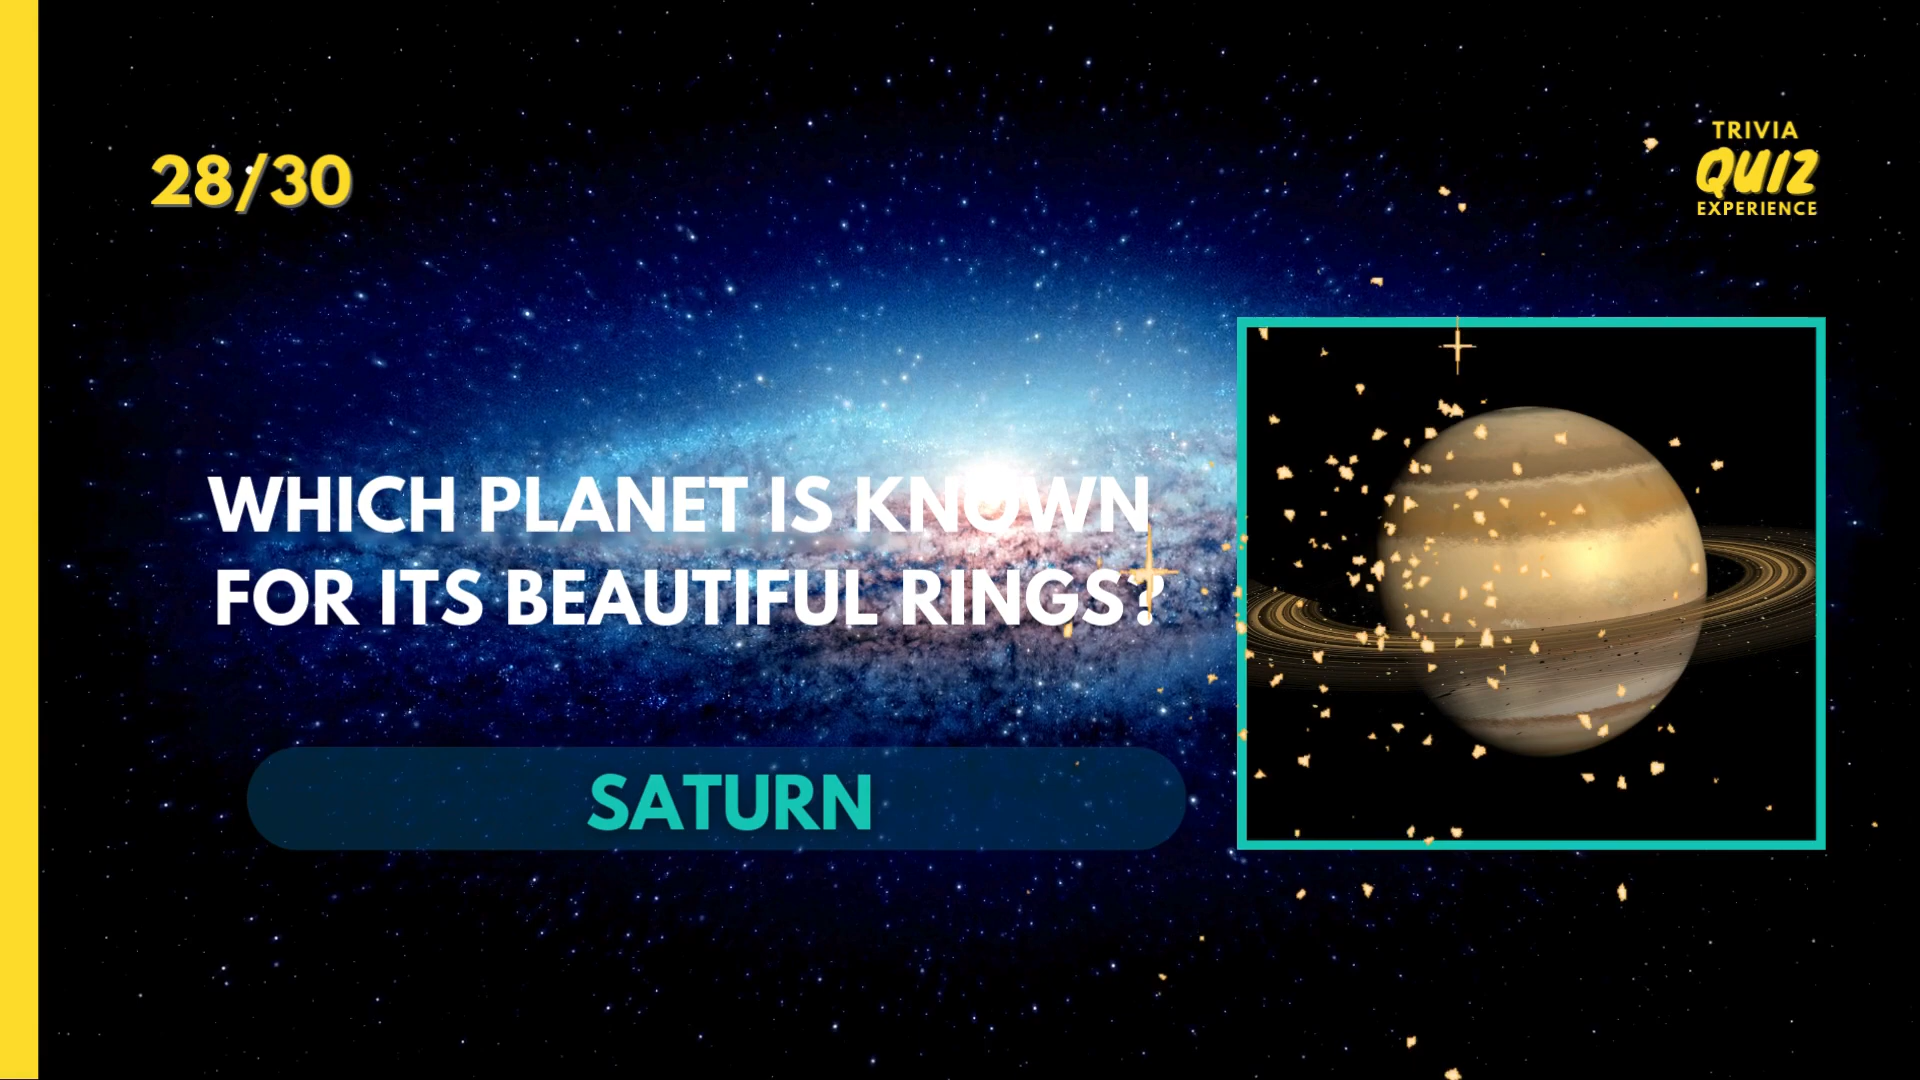 28/30
TRIVIA
QUIZ
EXPERIENCE
WHICH PLANET IS KNOWN
FOR ITS BEAUTIFUL RINGS?
SATURN